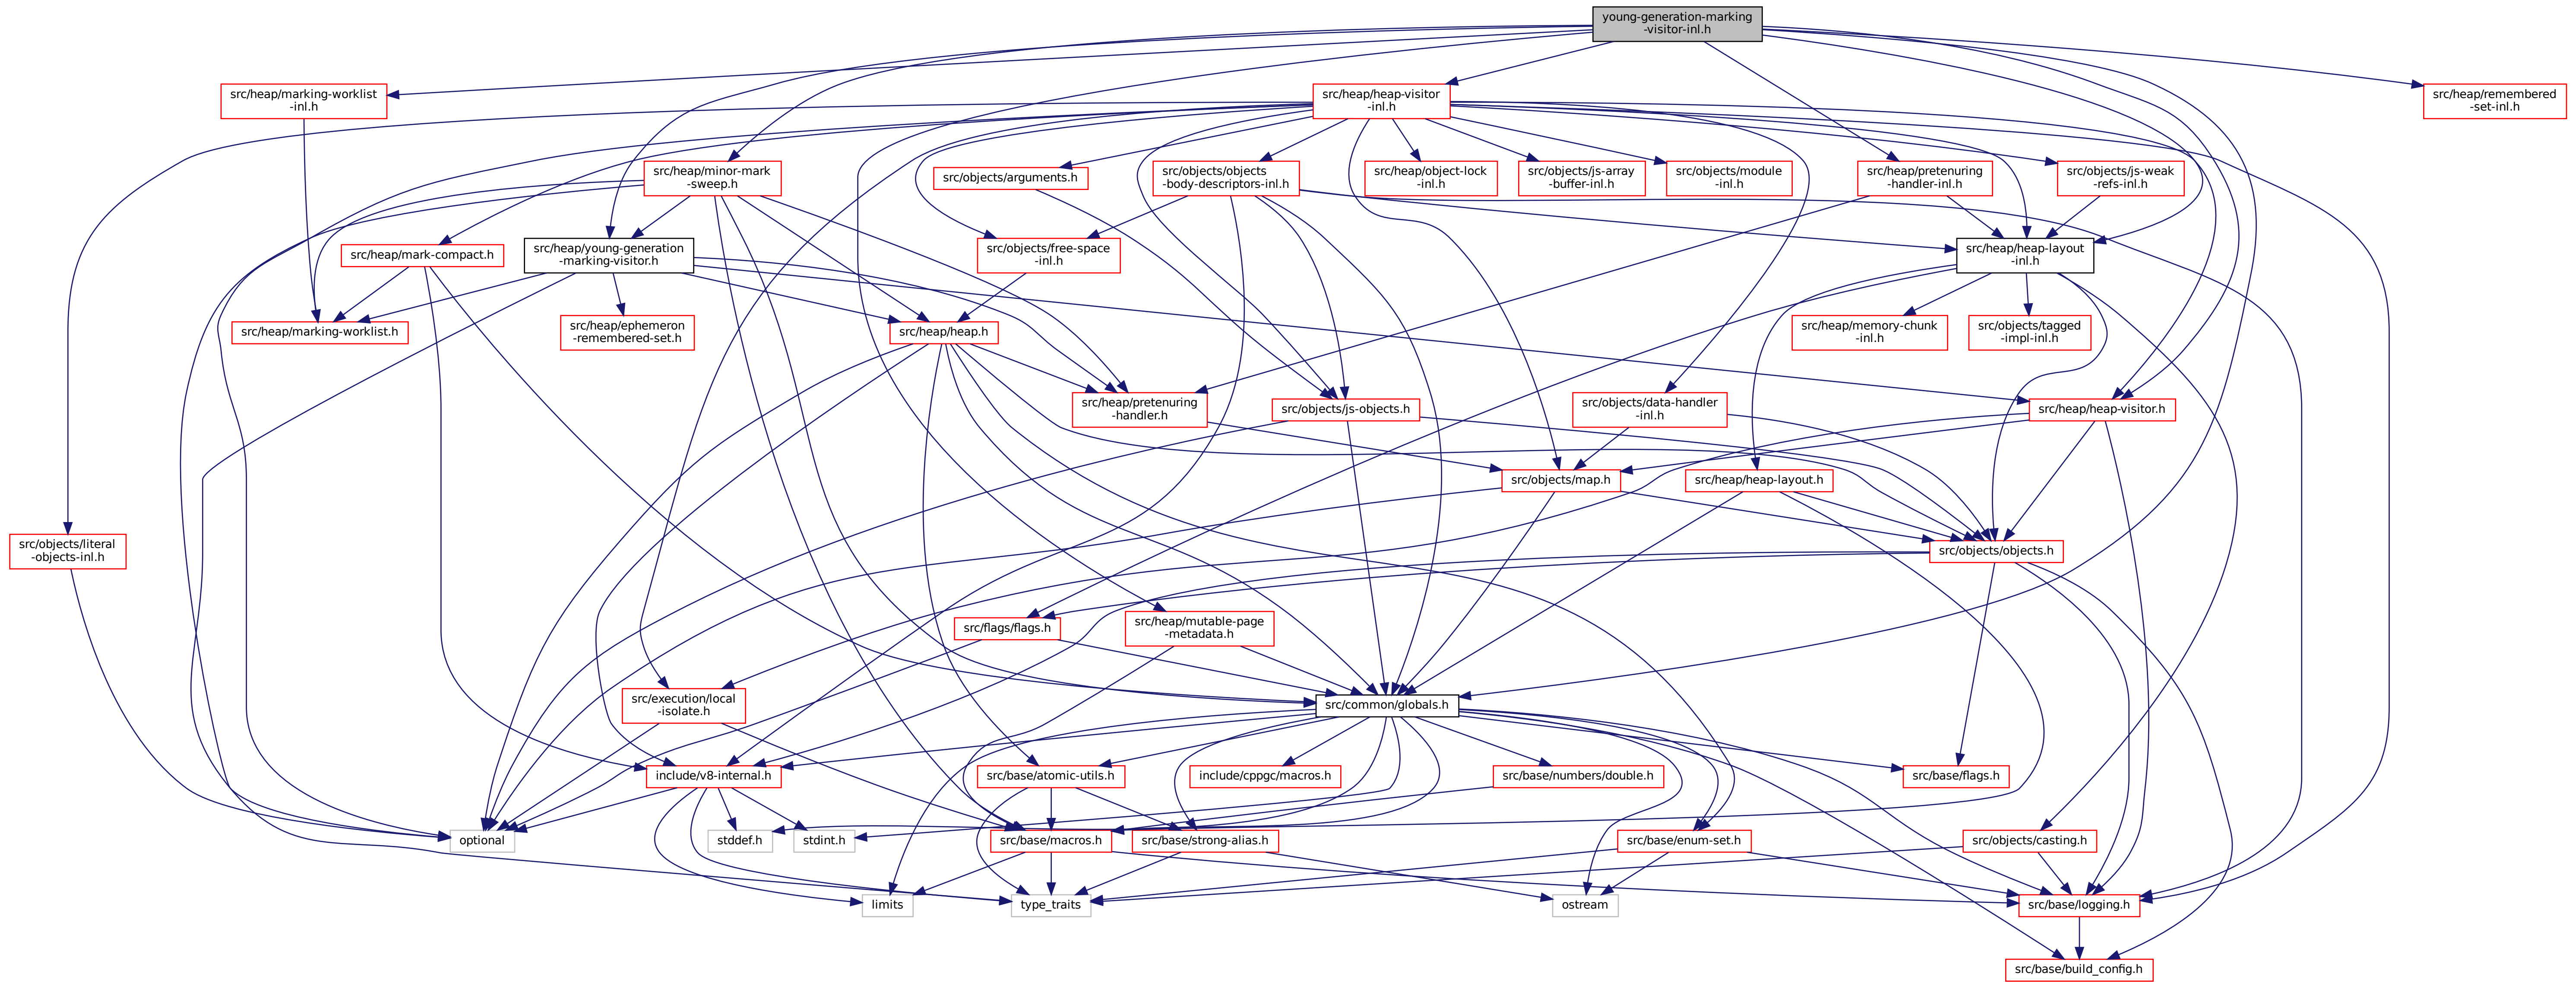 young-generation-marking
-visitor-inl.h
src/heap/marking-worklist
-inl.h
src/heap/heap-visitor
-inl.h
src/heap/remembered
-set-inl.h
src/heap/minor-mark
-sweep.h
src/objects/arguments.h
src/objects/objects
-body-descriptors-inl.h
src/heap/object-lock
-inl.h
src/objects/js-array
-buffer-inl.h
src/objects/module
-inl.h
src/heap/pretenuring
-handler-inl.h
src/objects/js-weak
-refs-inl.h
src/heap/mark-compact.h
src/heap/young-generation
-marking-visitor.h
src/objects/free-space
-inl.h
src/heap/heap-layout
-inl.h
src/heap/marking-worklist.h
src/heap/ephemeron
-remembered-set.h
src/heap/heap.h
src/heap/memory-chunk
-inl.h
src/objects/tagged
-impl-inl.h
src/heap/pretenuring
-handler.h
src/objects/js-objects.h
src/objects/data-handler
-inl.h
src/heap/heap-visitor.h
src/objects/map.h
src/heap/heap-layout.h
src/objects/literal
-objects-inl.h
src/objects/objects.h
src/flags/flags.h
src/heap/mutable-page
-metadata.h
src/execution/local
-isolate.h
src/common/globals.h
include/v8-internal.h
src/base/atomic-utils.h
include/cppgc/macros.h
src/base/numbers/double.h
src/base/flags.h
optional
stddef.h
stdint.h
src/base/macros.h
src/base/strong-alias.h
src/base/enum-set.h
src/objects/casting.h
limits
type_traits
ostream
src/base/logging.h
src/base/build_config.h